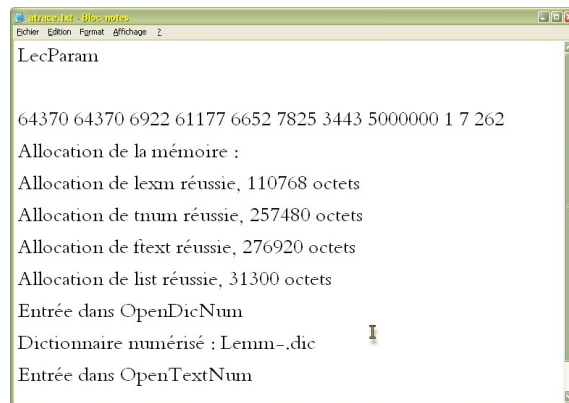 atrace.txt - Bloc-notes
Fichier Edition Format Affichage ?
LecParam
64370 64370 6922 61177 6652 7825 3443 5000000 1 7 262
Allocation de la mémoire :
Allocation de lexm réussie, 110768 octets
Allocation de tnum réussie, 257480 octets
Allocation de ftext réussie, 276920 octets
Allocation de list réussie, 31300 octets
Entrée dans OpenDicNum
Dictionnaire numérisé : Lemm-.dic
Entrée dans OpenTextNum